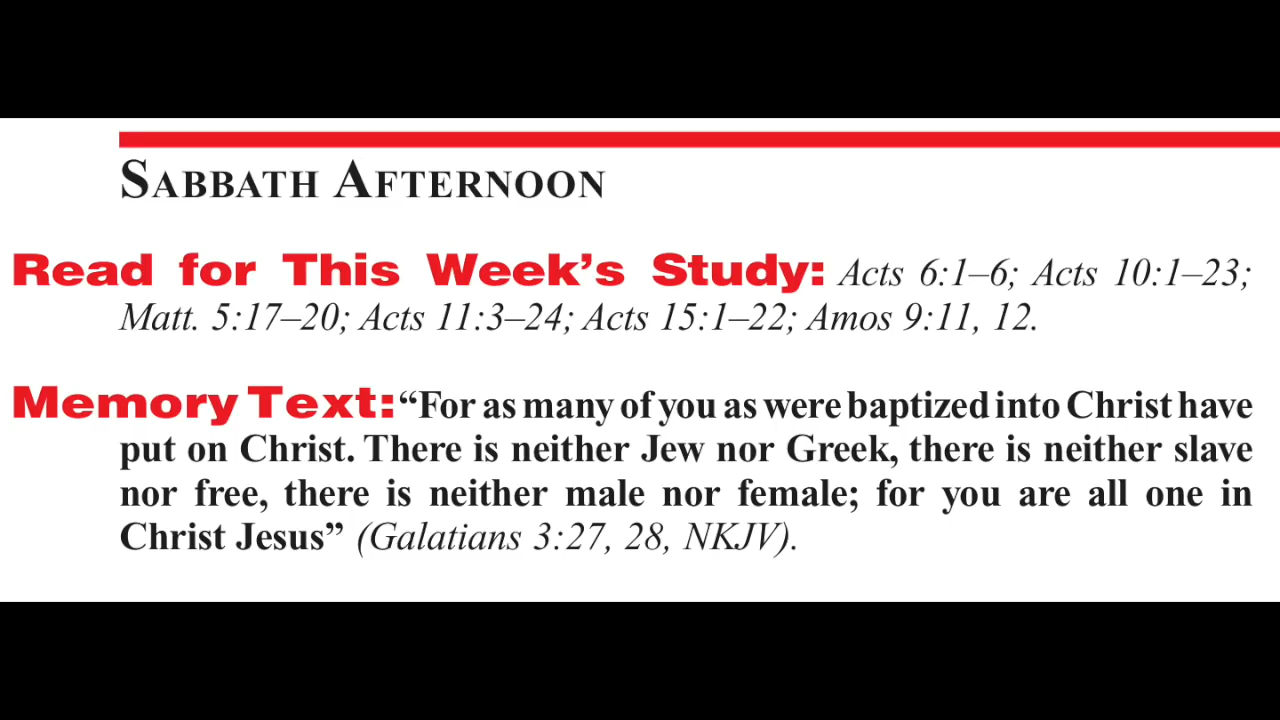 SABBATH AFTERNOON
Read for This Week’s Study: Acts 6:1–6; Acts 10:1–23;
Matt. 5:17–20; Acts 11:3–24; Acts 15:1–22; Amos 9:11, 12.
Memory Text: “For as many of you as were baptized into Christ have
put on Christ. There is neither Jew nor Greek, there is neither slave
nor free, there is neither male nor female; for you are all one in
Christ Jesus” (Galatians 3:27, 28, NKJV).